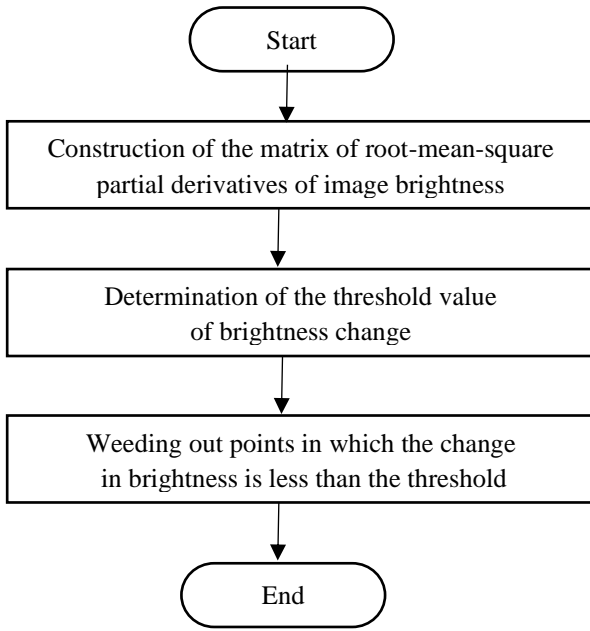 Start
Construction of the matrix of root-mean-square
partial derivatives of image brightness
Determination of the threshold value
of brightness change
Weeding out points in which the change
in brightness is less than the threshold
End